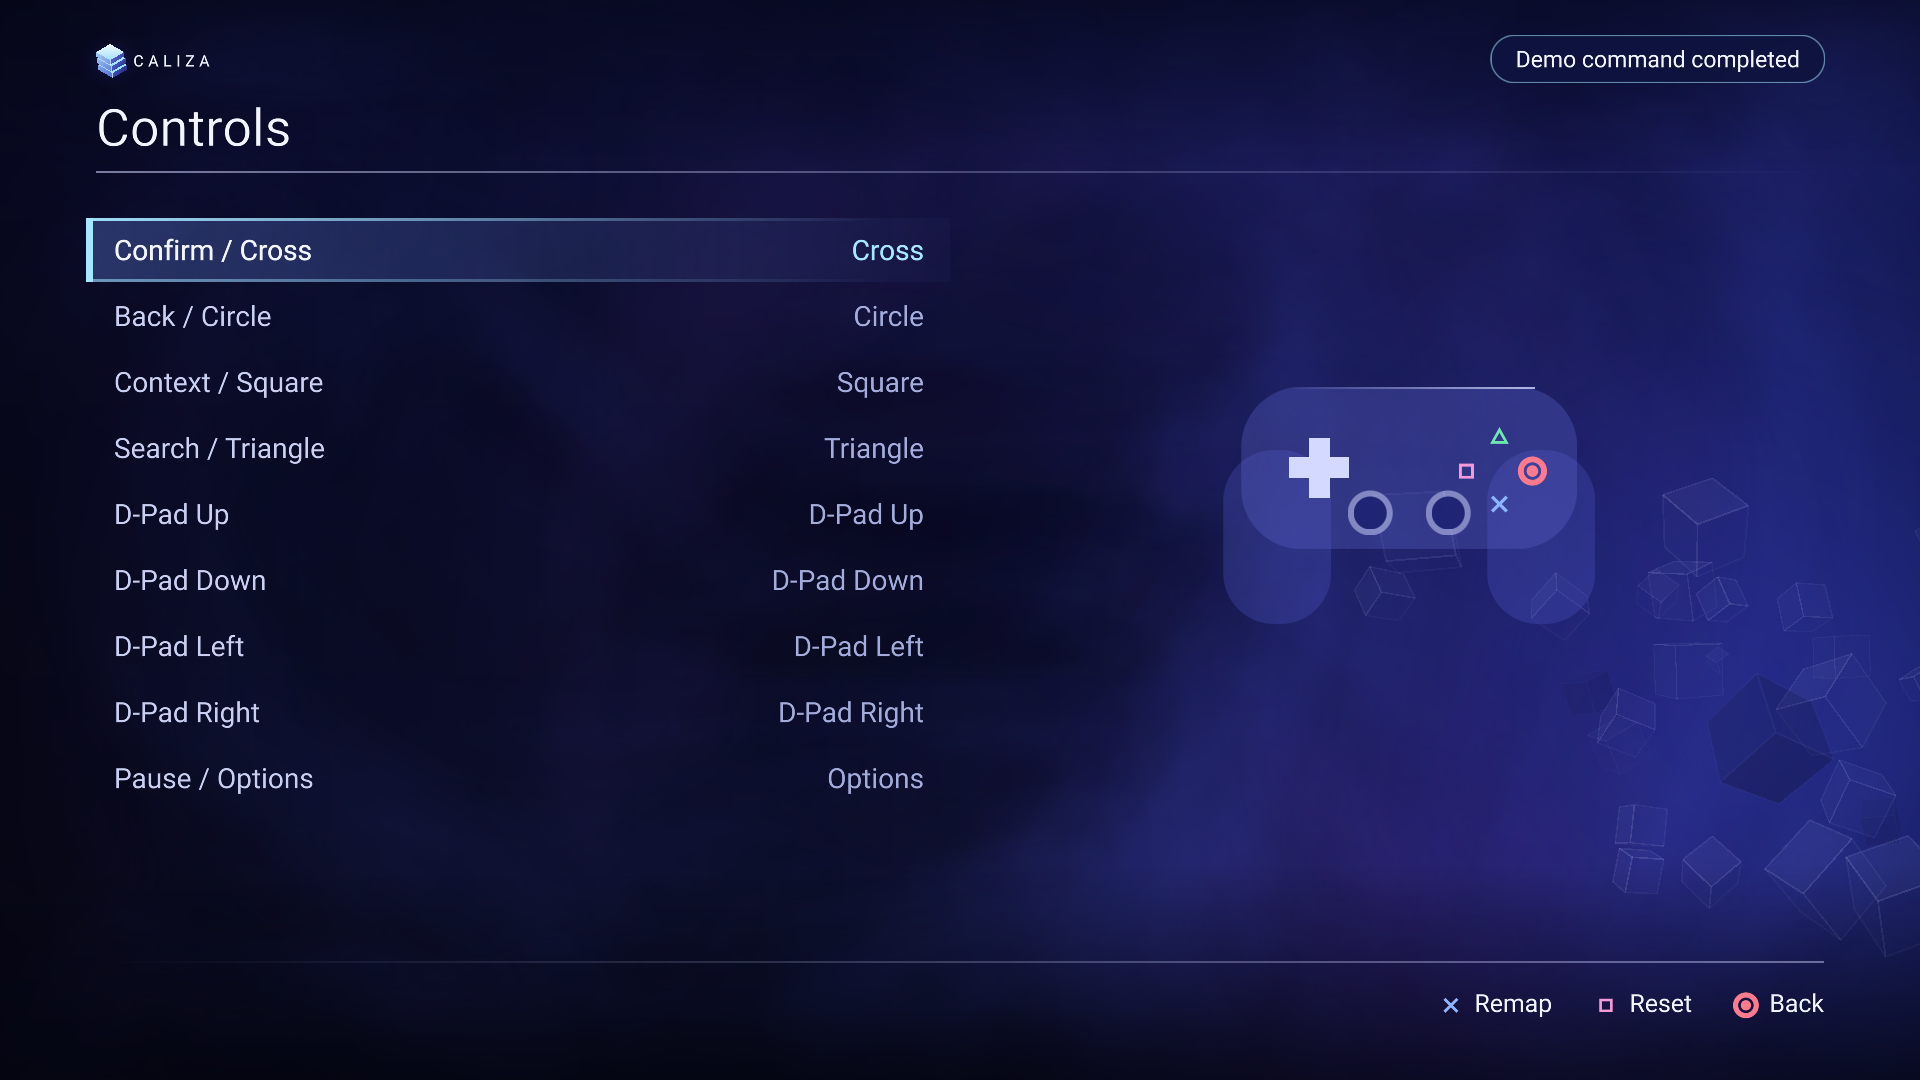 CALIZA
Demo command completed
Controls
Confirm / Cross Cross
Back / Circle Circle
Context / Square Square
Search / Triangle Triangle
D-Pad Up D-Pad Up
D-Pad Down D-Pad Down
D-Pad Left D-Pad Left
D-Pad Right D-Pad Right
Pause / Options Options
Remap Reset Back